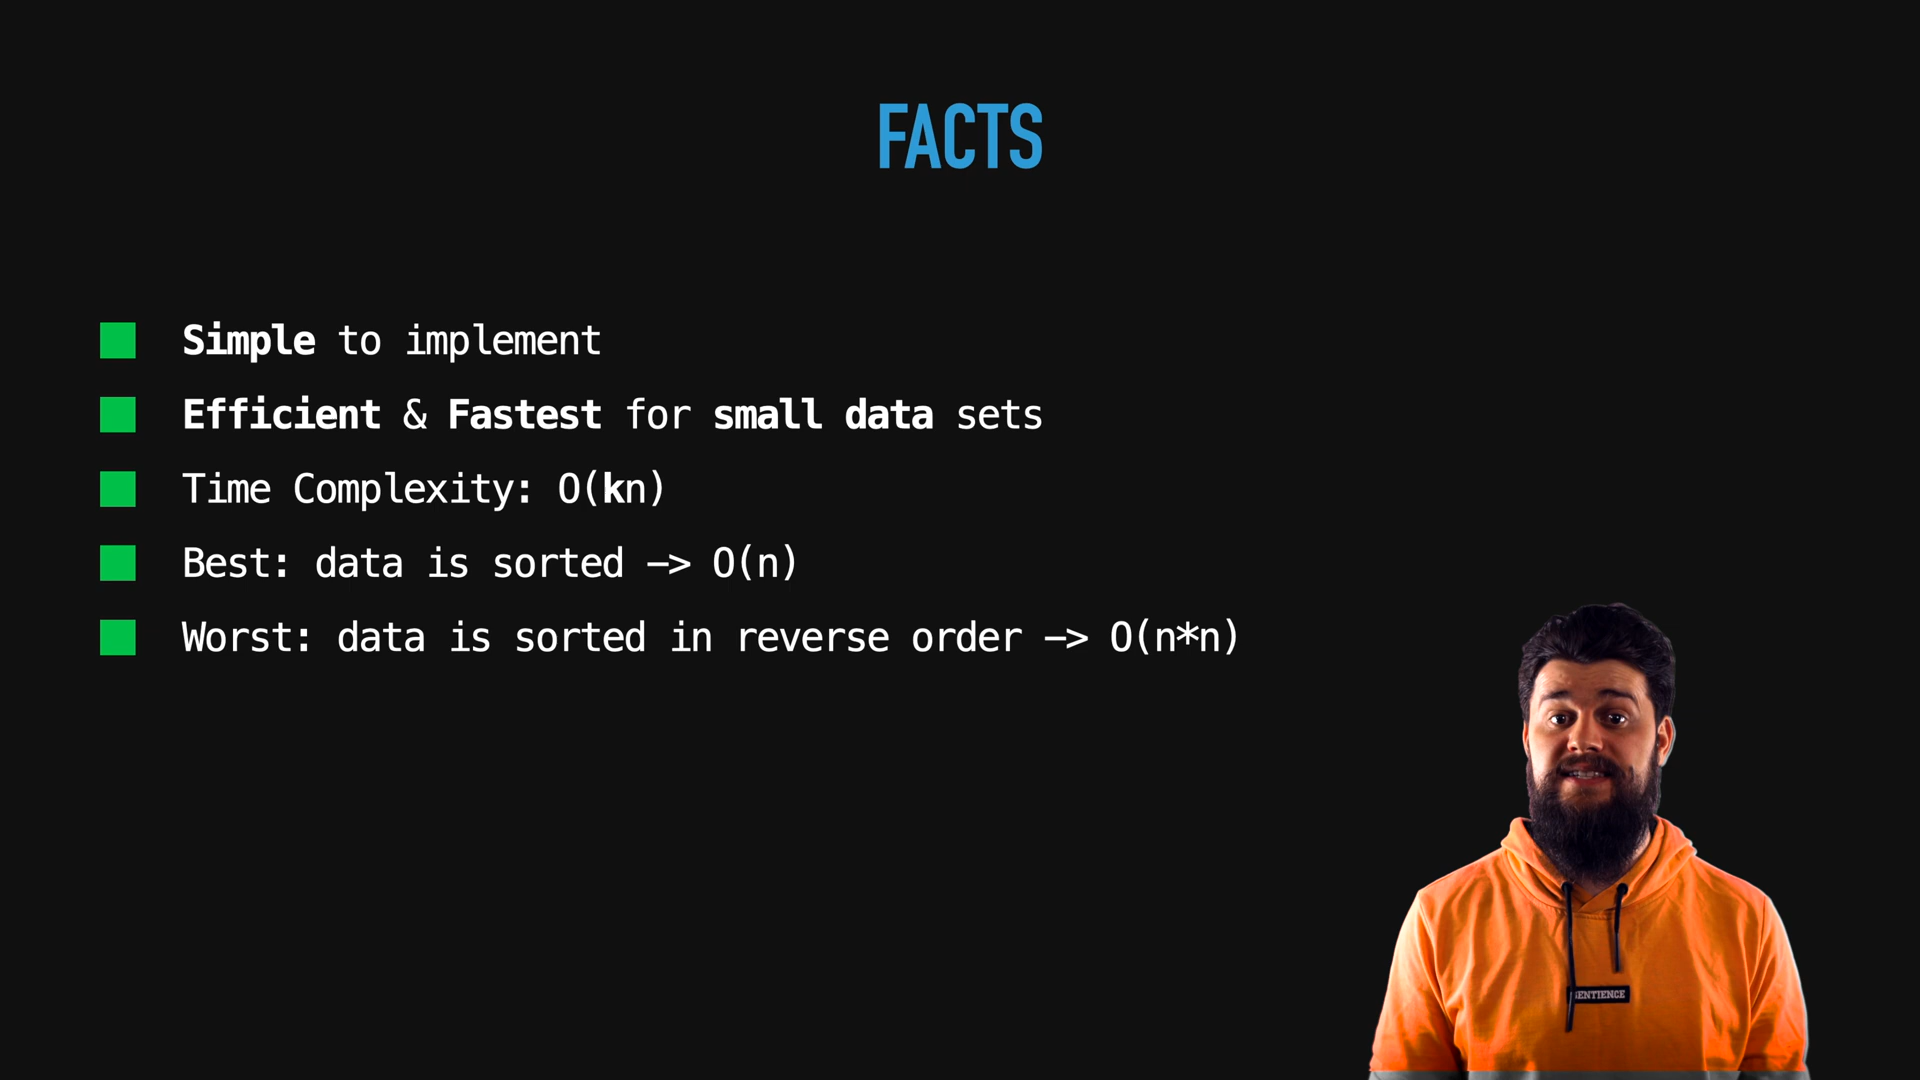 FACTS
Simple to implement
Efficient & Fastest for small data sets
Time Complexity: O(kn)
Best: data is sorted —> O(n)
Worst: data is sorted in reverse order —> O(n*n)
SENTIENCE